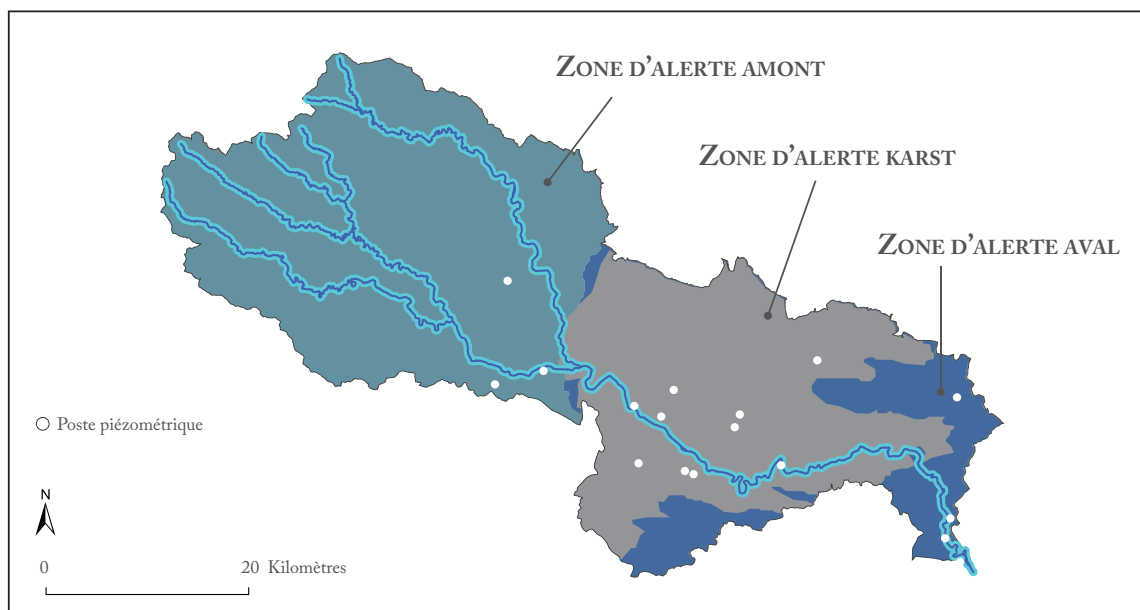 ZONE D'ALERTE AMONT
ZONE D'ALERTE KARST
ZONE D'ALERTE AVAL
Poste piézométrique
N
0 20 Kilomètres